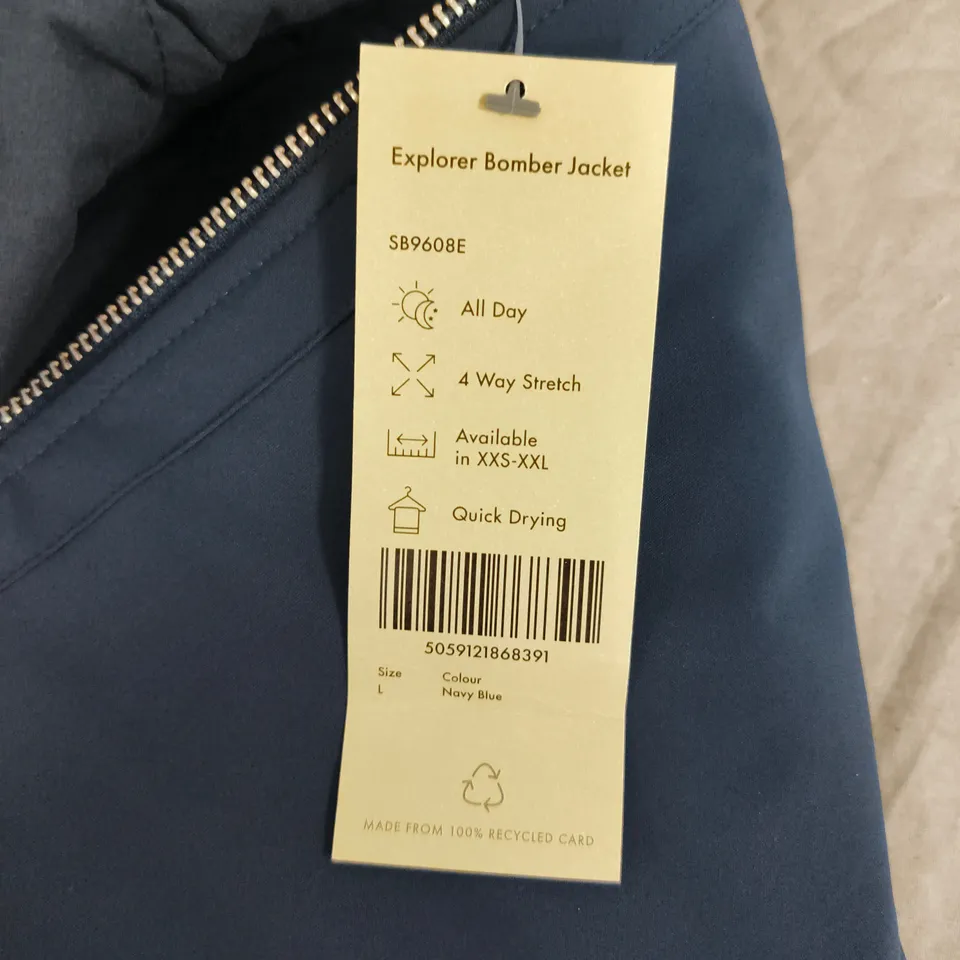 Explorer Bomber Jacket
SB9608E
All Day
4 Way Stretch
Available
in XXS-XXL
Quick Drying
5059121868391
Size Colour
L Navy Blue
MADE FROM 100% RECYCLED CARD